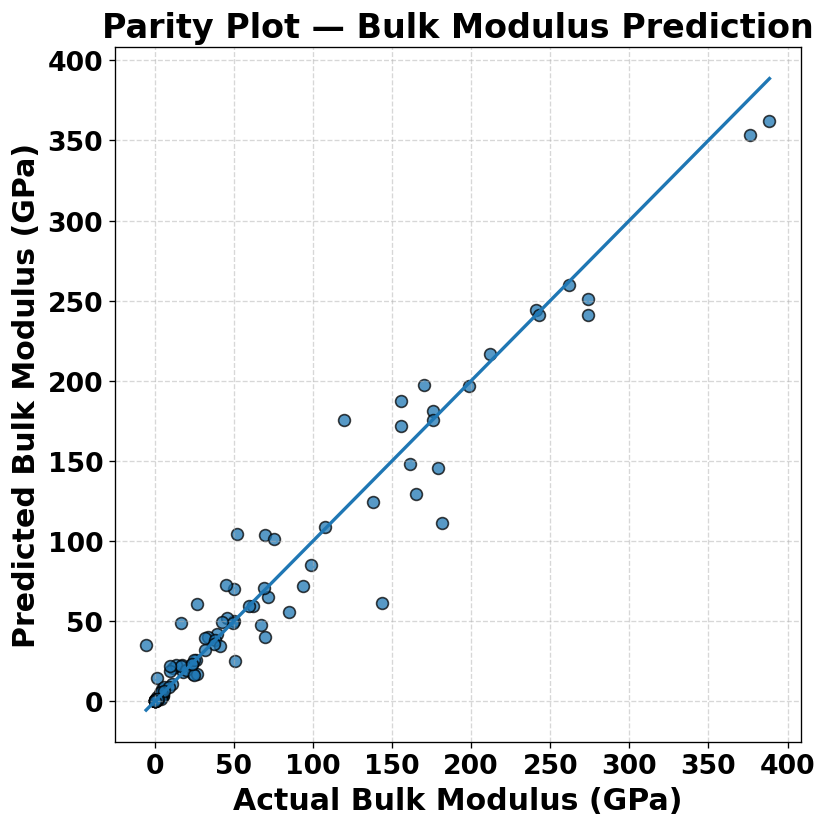 Parity Plot — Bulk Modulus Prediction
400
350
300
250
200
150
100
50
0
Predicted Bulk Modulus (GPa)
0 50 100 150 200 250 300 350 400
Actual Bulk Modulus (GPa)